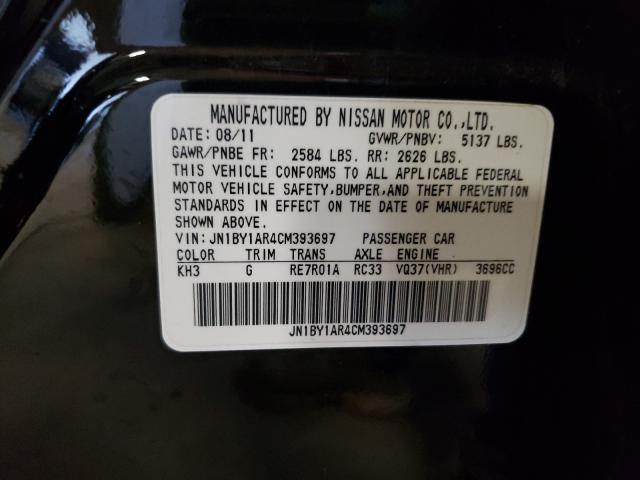 MANUFACTURED BY NISSAN MOTOR CO.,LTD.
DATE: 08/11 GVWR/PNBV: 5137 LBS.
GAWR/PNBE FR: 2584 LBS. RR: 2626 LBS.
THIS VEHICLE CONFORMS TO ALL APPLICABLE FEDERAL
MOTOR VEHICLE SAFETY,BUMPER,AND THEFT PREVENTION
STANDARDS IN EFFECT ON THE DATE OF MANUFACTURE
SHOWN ABOVE.
VIN: JN1BY1AR4CM393697 PASSENGER CAR
COLOR TRIM TRANS AXLE ENGINE
KH3 G RE7R01A RC33 VQ37(VHR) 3696CC
JN1BY1AR4CM393697